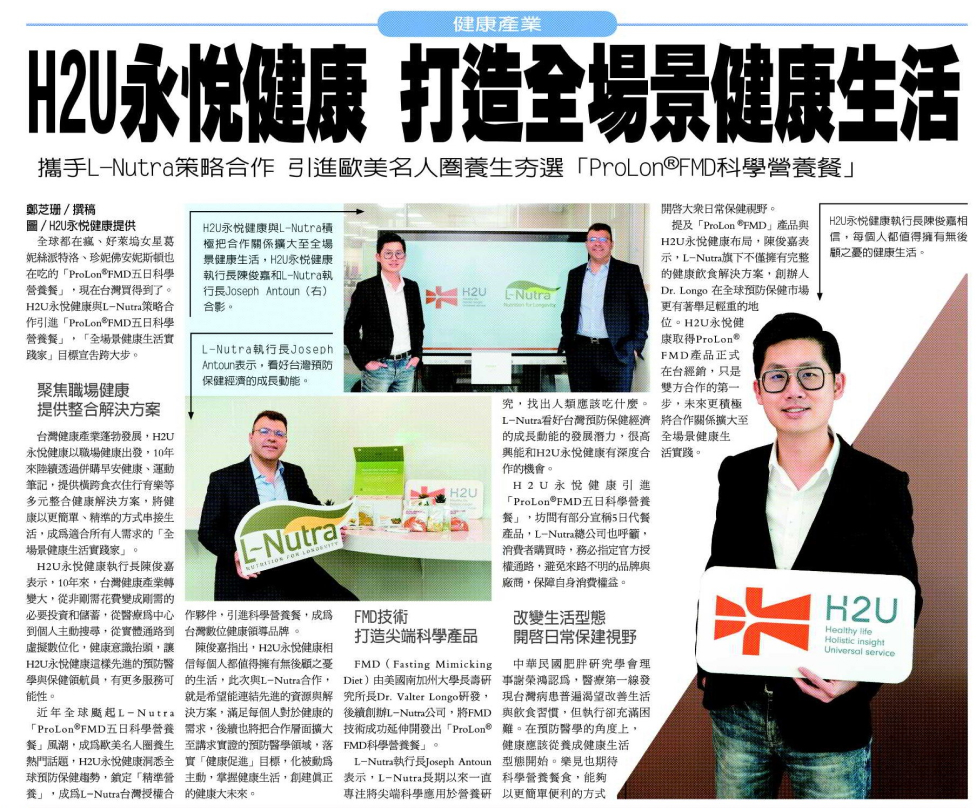 健康產業
H2U永悅健康 打造全場景健康生活
攜手L-Nutra策略合作 引進歐美名人圈養生夯選「ProLon®FMD科學營養餐」
鄭芝珊/撰稿
圖/H2U永悅健康提供
全球都在瘋、好萊塢女星葛
妮絲派特洛、珍妮佛安妮斯頓也
在吃的「ProLon®FMD五日科學
營養餐」，現在台灣買得到了。
H2U永悅健康與L-Nutra策略合
作引進「ProLon®FMD五日科學
營養餐」，「全場景健康生活實踐
家」目標宣告跨大步。
聚焦職場健康
提供整合解決方案
台灣健康產業蓬勃發展，H2U
永悅健康以職場健康出發，10年
來陸續透過併購早安健康、運動
筆記，提供橫跨食衣住行育樂等
多元整合健康解決方案，將健
康以更簡單、精準的方式串接生
活，成為適合所有人需求的「全
場景健康生活實踐家」。
H2U永悅健康執行長陳俊嘉
表示，10年來，台灣健康產業轉
變大，從非剛需花費變成剛需的
必要投資和儲蓄，從醫療為中心
到個人主動搜尋，從實體通路到
虛擬數位化，健康意識抬頭，讓
H2U永悅健康這樣先進的預防醫
學與保健領航員，有更多服務可
能性。
近年全球颳起L-Nutra
「ProLon®FMD五日科學營養
餐」風潮，成為歐美名人圈養生
熱門話題，H2U永悅健康洞悉全
球預防保健趨勢，鎖定「精準營
養」，成為L-Nutra台灣授權合
作夥伴，引進科學營養餐，成為
台灣數位健康領導品牌。
陳俊嘉指出，H2U永悅健康相
信每個人都值得擁有無後顧之憂
的生活，此次與L-Nutra合作，
就是希望能連結先進的資源與解
決方案，滿足每個人對於健康的
需求，後續也將把合作層面擴大
至講求實證的預防醫學領域，落
實「健康促進」目標，化被動為
主動，掌握健康生活，創建真正
的健康大未來。
H2U永悅健康與L-Nutra積
極把合作關係擴大至全場
景健康生活，H2U永悅健康
執行長陳俊嘉和L-Nutra執
行長Joseph Antoun（右）
合影。
H2U
L-Nutra
Nutrition for Longevity
L-Nutra執行長Joseph
Antoun表示，看好台灣預防
保健經濟的成長動能。
H2U
L-Nutra
NUTRITION FOR LONGEVITY
FMD技術
打造尖端科學產品
FMD（Fasting Mimicking
Diet）由美國南加州大學長壽研
究所長Dr. Valter Longo研發，
後續創辦L-Nutra公司，將FMD
技術成功延伸開發出「ProLon®
FMD科學營養餐」。
L-Nutra執行長Joseph Antoun
表示，L-Nutra長期以來一直
專注將尖端科學應用於營養研
究，找出人類應該吃什麼。
L-Nutra看好台灣預防保健經濟
的成長動能的發展潛力，很高
興能和H2U永悅健康有深度合
作的機會。
H2U永悅健康引進
「ProLon®FMD五日科學營養
餐」，坊間有部分宣稱5日代餐
產品，L-Nutra總公司也呼籲，
消費者購買時，務必指定官方授
權通路，避免來路不明的品牌與
廠商，保障自身消費權益。
改變生活型態
開啓日常保建視野
中華民國肥胖研究學會理
事謝榮鴻認為，醫療第一線發
現台灣病患普遍渴望改善生活
與飲食習慣，但執行卻充滿困
難。在預防醫學的角度上，
健康應該從養成健康生活
型態開始。樂見也期待
科學營養餐食，能夠
以更簡單便利的方式
開啓大眾日常保健視野。
提及「ProLon ®FMD」產品與
H2U永悅健康布局，陳俊嘉表
示，L-Nutra旗下不僅擁有完整
的健康飲食解決方案，創辦人
Dr. Longo 在全球預防保健市場
更有著舉足輕重的地
位。H2U永悅健
康取得ProLon®
FMD產品正式
在台經銷，只是
雙方合作的第一
步，未來更積極
將合作關係擴大至
全場景健康生
活實踐。
H2U永悅健康執行長陳俊嘉相
信，每個人都值得擁有無後
顧之憂的健康生活。
H2U
Healthy life
Holistic insight
Universal service